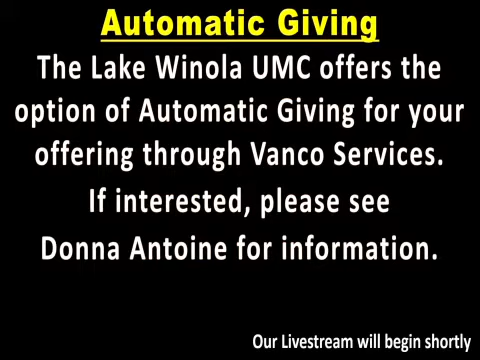 Automatic Giving
The Lake Winola UMC offers the
option of Automatic Giving for your
offering through Vanco Services.
If interested, please see
Donna Antoine for information.
Our Livestream will begin shortly